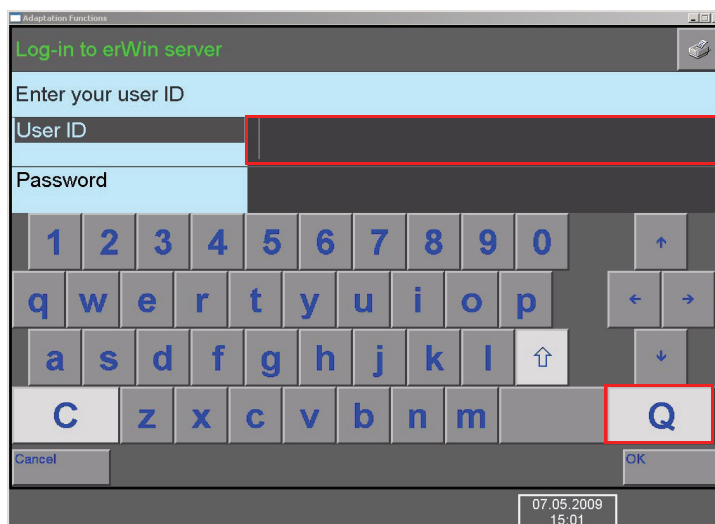 Adaptation Functions
Log-in to erWin server
Enter your user ID
User ID
Password
1 2 3 4 5 6 7 8 9 0 ↑
q w e r t y u i o p ← →
a s d f g h j k l ⇧ ↓
C z x c v b n m Q
Cancel OK
07.05.2009
15:01